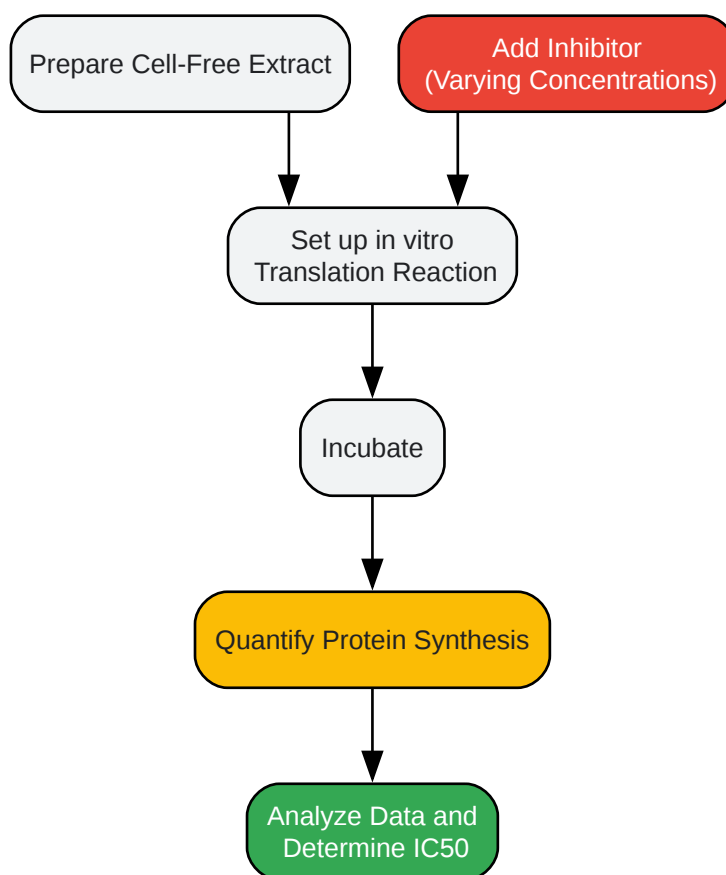 Prepare Cell-Free Extract
Add Inhibitor
(Varying Concentrations)
Set up in vitro
Translation Reaction
Incubate
Quantify Protein Synthesis
Analyze Data and
Determine IC50